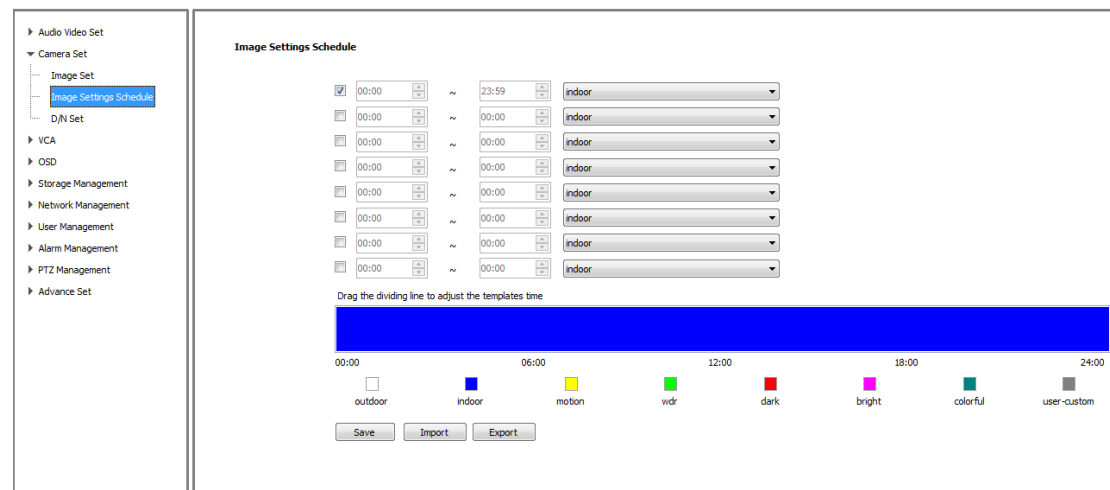 Audio Video Set
Camera Set
Image Set
Image Settings Schedule
D/N Set
VCA
OSD
Storage Management
Network Management
User Management
Alarm Management
PTZ Management
Advance Set
Image Settings Schedule
00:00 ~ 23:59 indoor
00:00 ~ 00:00 indoor
00:00 ~ 00:00 indoor
00:00 ~ 00:00 indoor
00:00 ~ 00:00 indoor
00:00 ~ 00:00 indoor
00:00 ~ 00:00 indoor
00:00 ~ 00:00 indoor
Drag the dividing line to adjust the templates time
00:00 06:00 12:00 18:00 24:00
outdoor indoor motion wdr dark bright colorful user-custom
Save Import Export